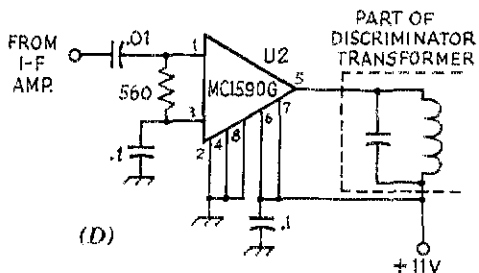 PART OF
DISCRIMINATOR
TRANSFORMER
FROM
I-F
AMP.
.01
1
U2
MC1590G
5
560
7
3
6
8
4
2
.1
.1
(D)
+11V